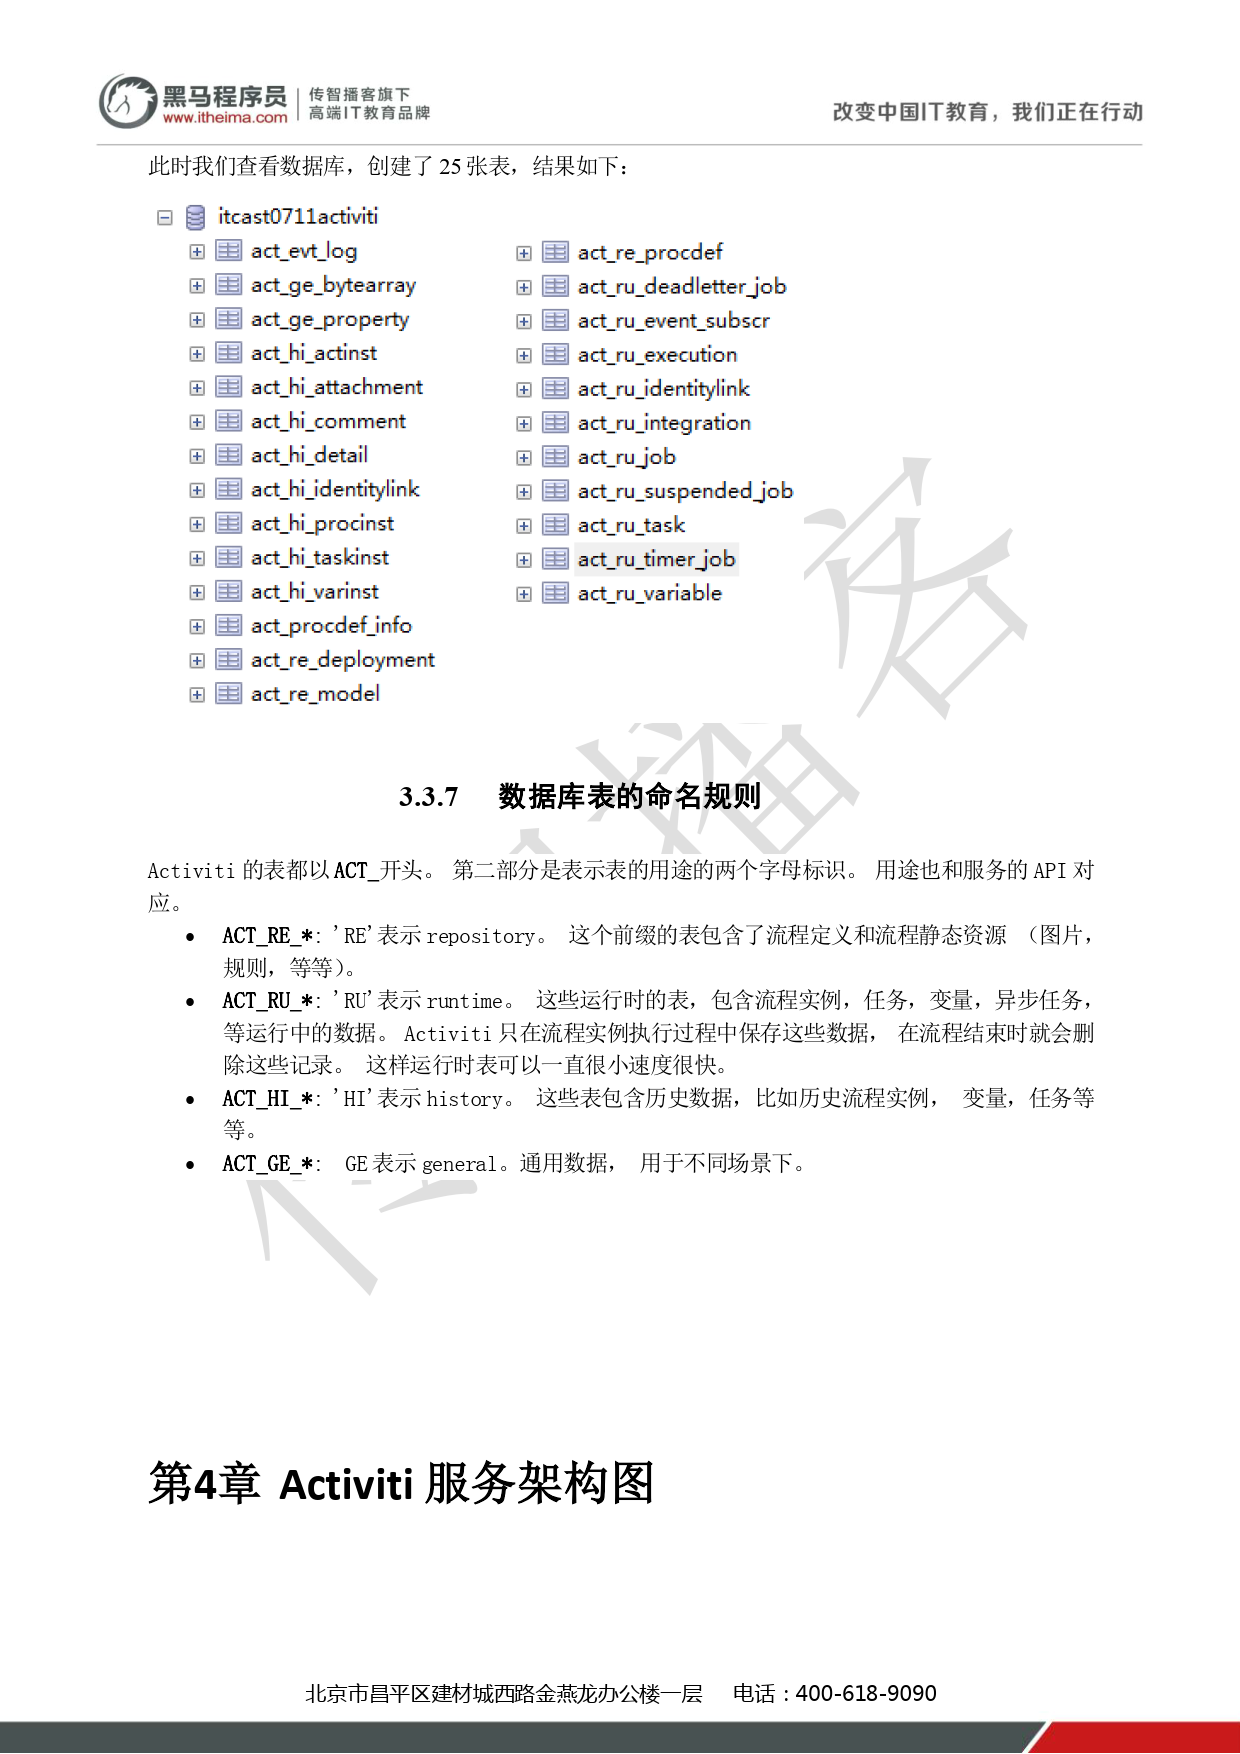 黑马程序员
www.itheima.com
传智播客旗下
高端IT教育品牌
改变中国IT教育，我们正在行动
此时我们查看数据库，创建了 25 张表，结果如下：
itcast0711activiti
act_evt_log
act_ge_bytearray
act_ge_property
act_hi_actinst
act_hi_attachment
act_hi_comment
act_hi_detail
act_hi_identitylink
act_hi_procinst
act_hi_taskinst
act_hi_varinst
act_procdef_info
act_re_deployment
act_re_model
act_re_procdef
act_ru_deadletter_job
act_ru_event_subscr
act_ru_execution
act_ru_identitylink
act_ru_integration
act_ru_job
act_ru_suspended_job
act_ru_task
act_ru_timer_job
act_ru_variable
3.3.7 数据库表的命名规则
Activiti 的表都以 ACT_开头。 第二部分是表示表的用途的两个字母标识。 用途也和服务的 API 对
应。
● ACT_RE_*: 'RE'表示 repository。 这个前缀的表包含了流程定义和流程静态资源 （图片，
规则，等等）。
● ACT_RU_*: 'RU'表示 runtime。 这些运行时的表，包含流程实例，任务，变量，异步任务，
等运行中的数据。 Activiti 只在流程实例执行过程中保存这些数据， 在流程结束时就会删
除这些记录。 这样运行时表可以一直很小速度很快。
● ACT_HI_*: 'HI'表示 history。 这些表包含历史数据，比如历史流程实例， 变量，任务等
等。
● ACT_GE_*: GE 表示 general。通用数据， 用于不同场景下。
第4章 Activiti 服务架构图
北京市昌平区建材城西路金燕龙办公楼一层 电话：400-618-9090